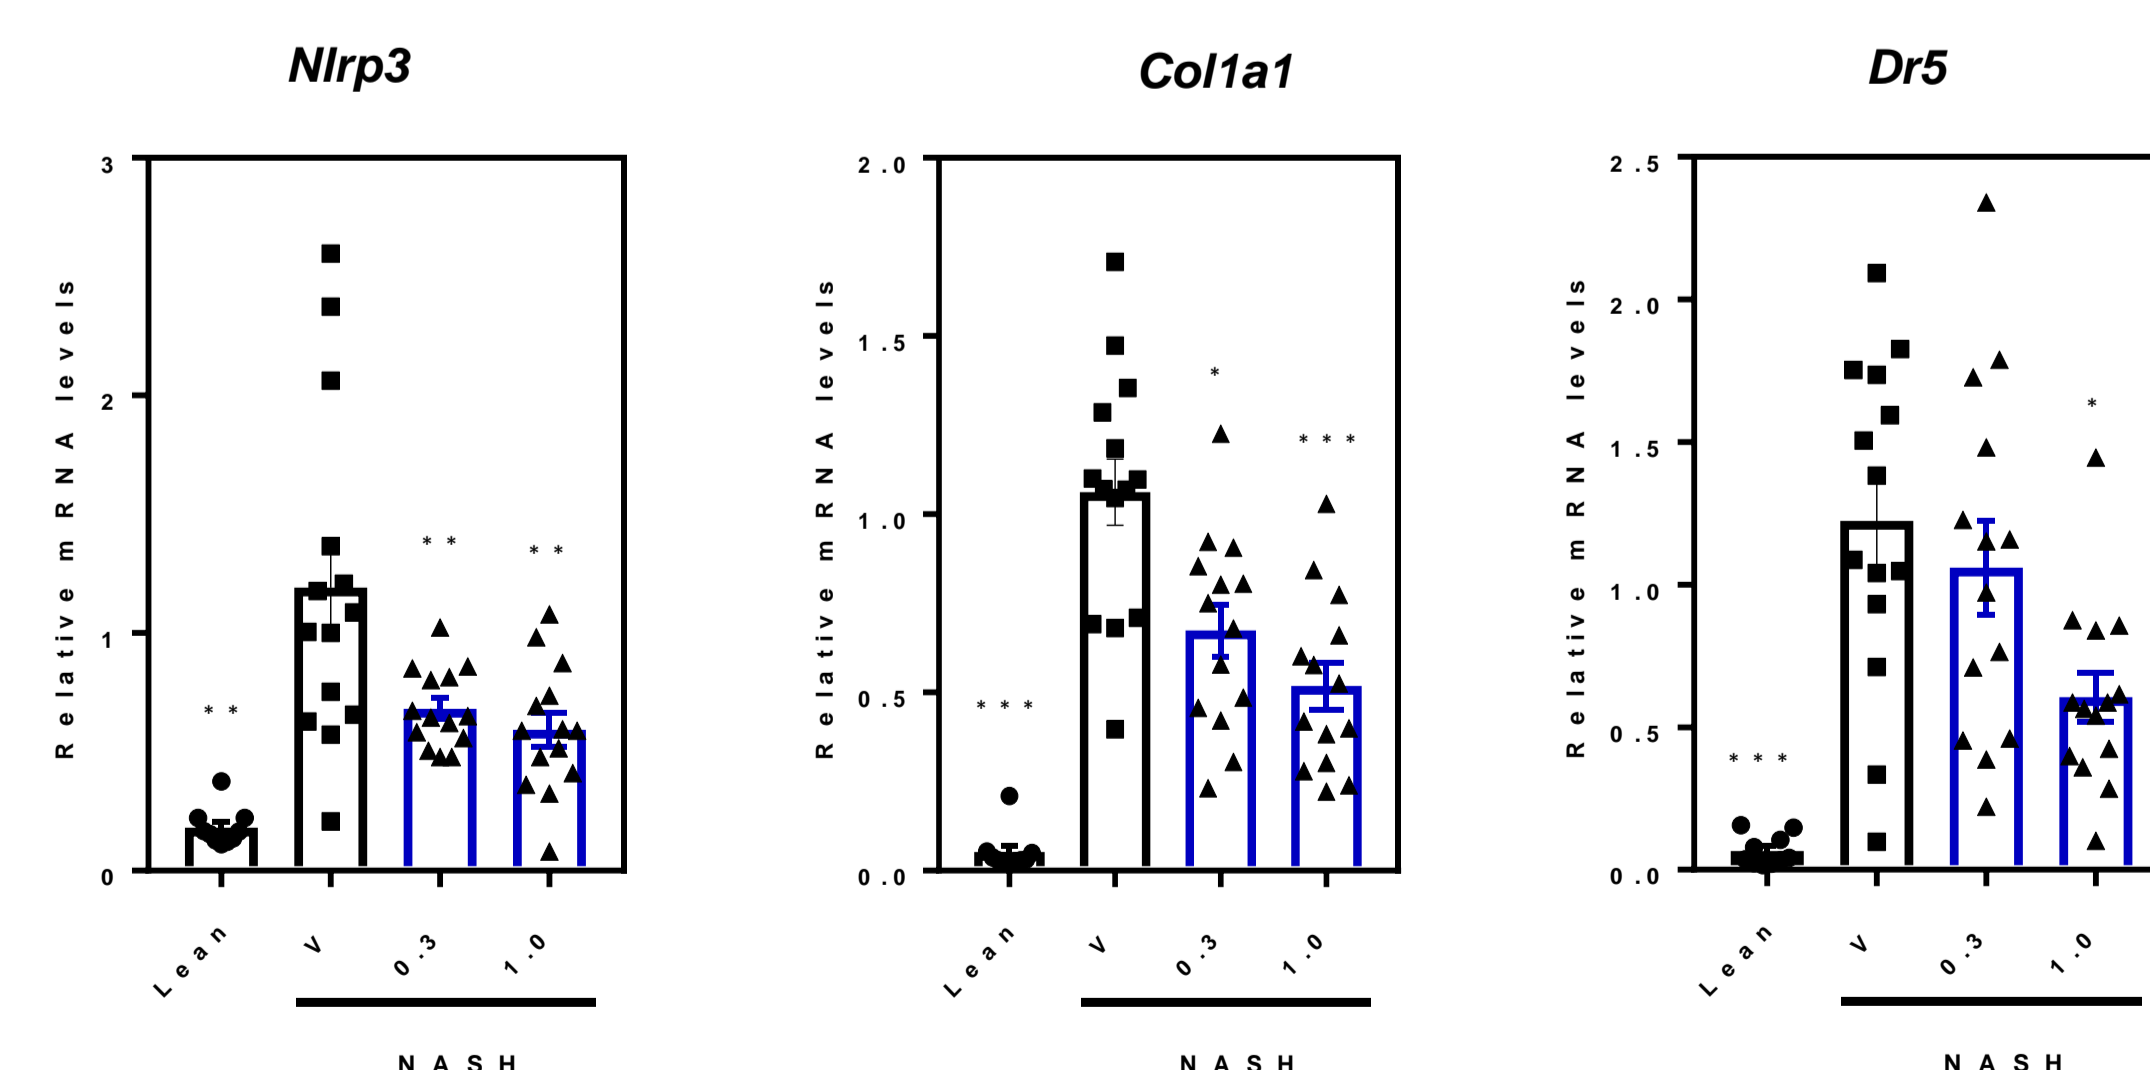 Nlrp3
Relative mRNA levels
3
2
1
0
** ** **
Lean V 0.3 1.0
NASH
Col1a1
Relative mRNA levels
2.0
1.5
1.0
0.5
0.0
*** * ***
Lean V 0.3 1.0
NASH
Dr5
Relative mRNA levels
2.5
2.0
1.5
1.0
0.5
0.0
*** *
Lean V 0.3 1.0
NASH